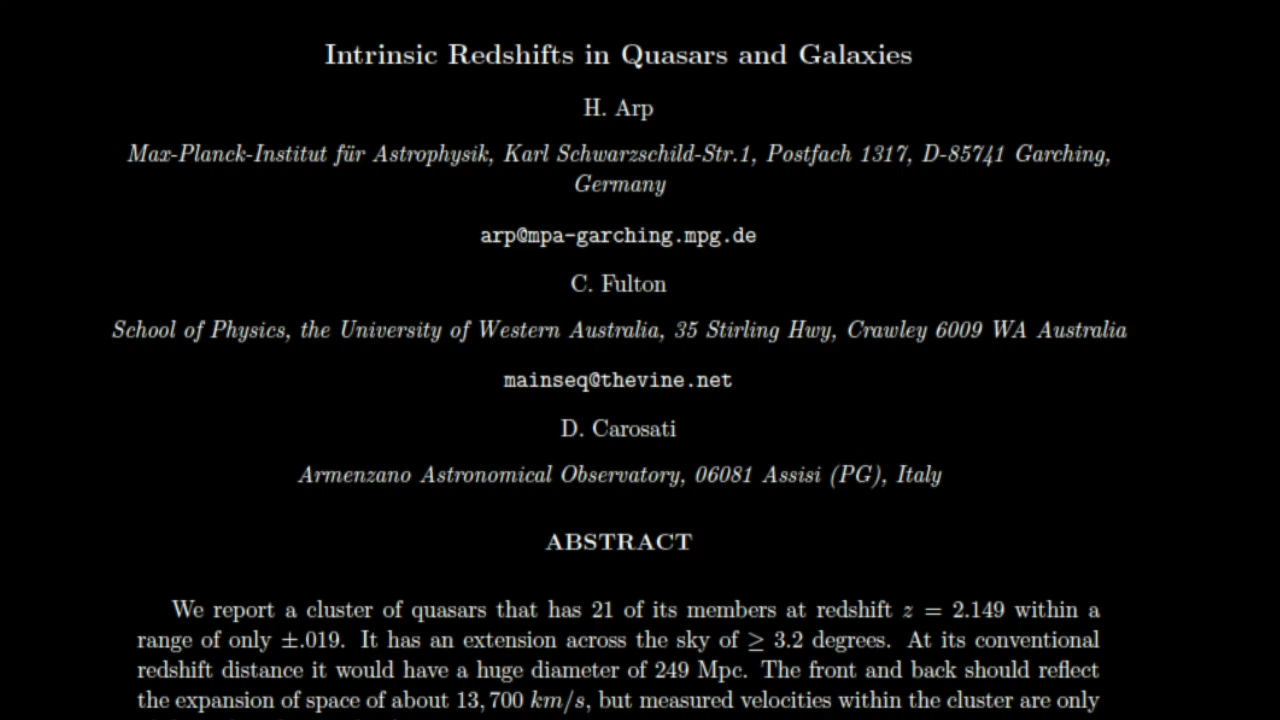 Intrinsic Redshifts in Quasars and Galaxies
H. Arp
Max-Planck-Institut für Astrophysik, Karl Schwarzschild-Str.1, Postfach 1317, D-85741 Garching,
Germany
arp@mpa-garching.mpg.de
C. Fulton
School of Physics, the University of Western Australia, 35 Stirling Hwy, Crawley 6009 WA Australia
mainseq@thevine.net
D. Carosati
Armenzano Astronomical Observatory, 06081 Assisi (PG), Italy
ABSTRACT
We report a cluster of quasars that has 21 of its members at redshift z = 2.149 within a
range of only ±.019. It has an extension across the sky of ≥ 3.2 degrees. At its conventional
redshift distance it would have a huge diameter of 249 Mpc. The front and back should reflect
the expansion of space of about 13,700 km/s, but measured velocities within the cluster are only